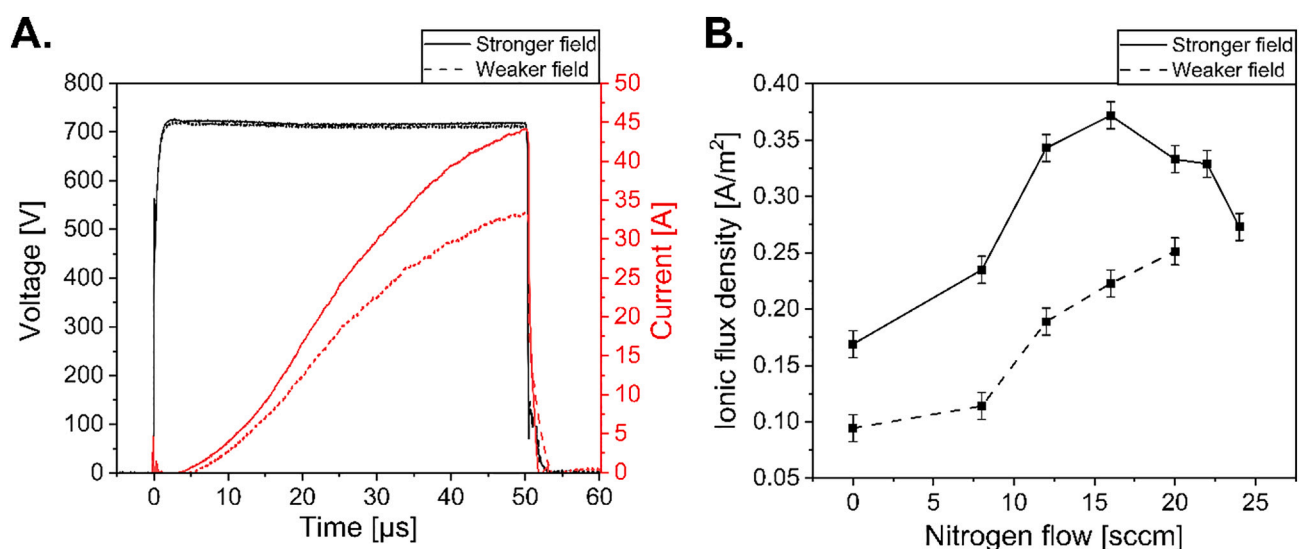 A.
Stronger field
Weaker field
Voltage [V]
800
700
600
500
400
300
200
100
0
0 10 20 30 40 50 60
Time [µs]
50
45
40
35
30
25
20
15
10
5
0
Current [A]
B.
Stronger field
Weaker field
Ionic flux density [A/m²]
0.40
0.35
0.30
0.25
0.20
0.15
0.10
0.05
0 5 10 15 20 25
Nitrogen flow [sccm]